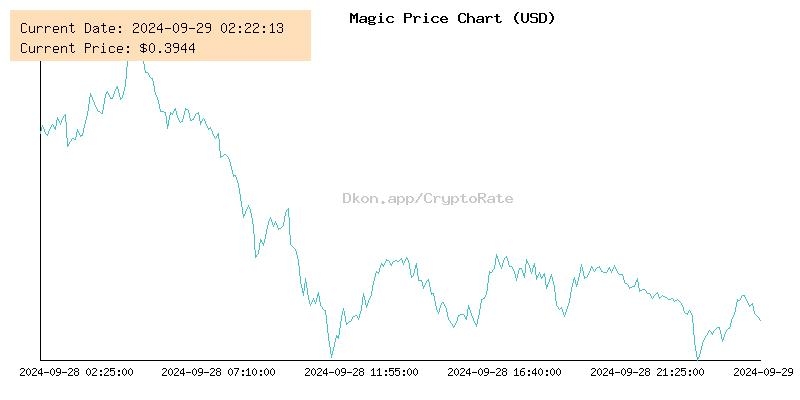 Magic Price Chart (USD)
Current Date: 2024-09-29 02:22:13
Current Price: $0.3944
Dkon.app/CryptoRate
2024-09-28 02:25:00 2024-09-28 07:10:00 2024-09-28 11:55:00 2024-09-28 16:40:00 2024-09-28 21:25:00 2024-09-29